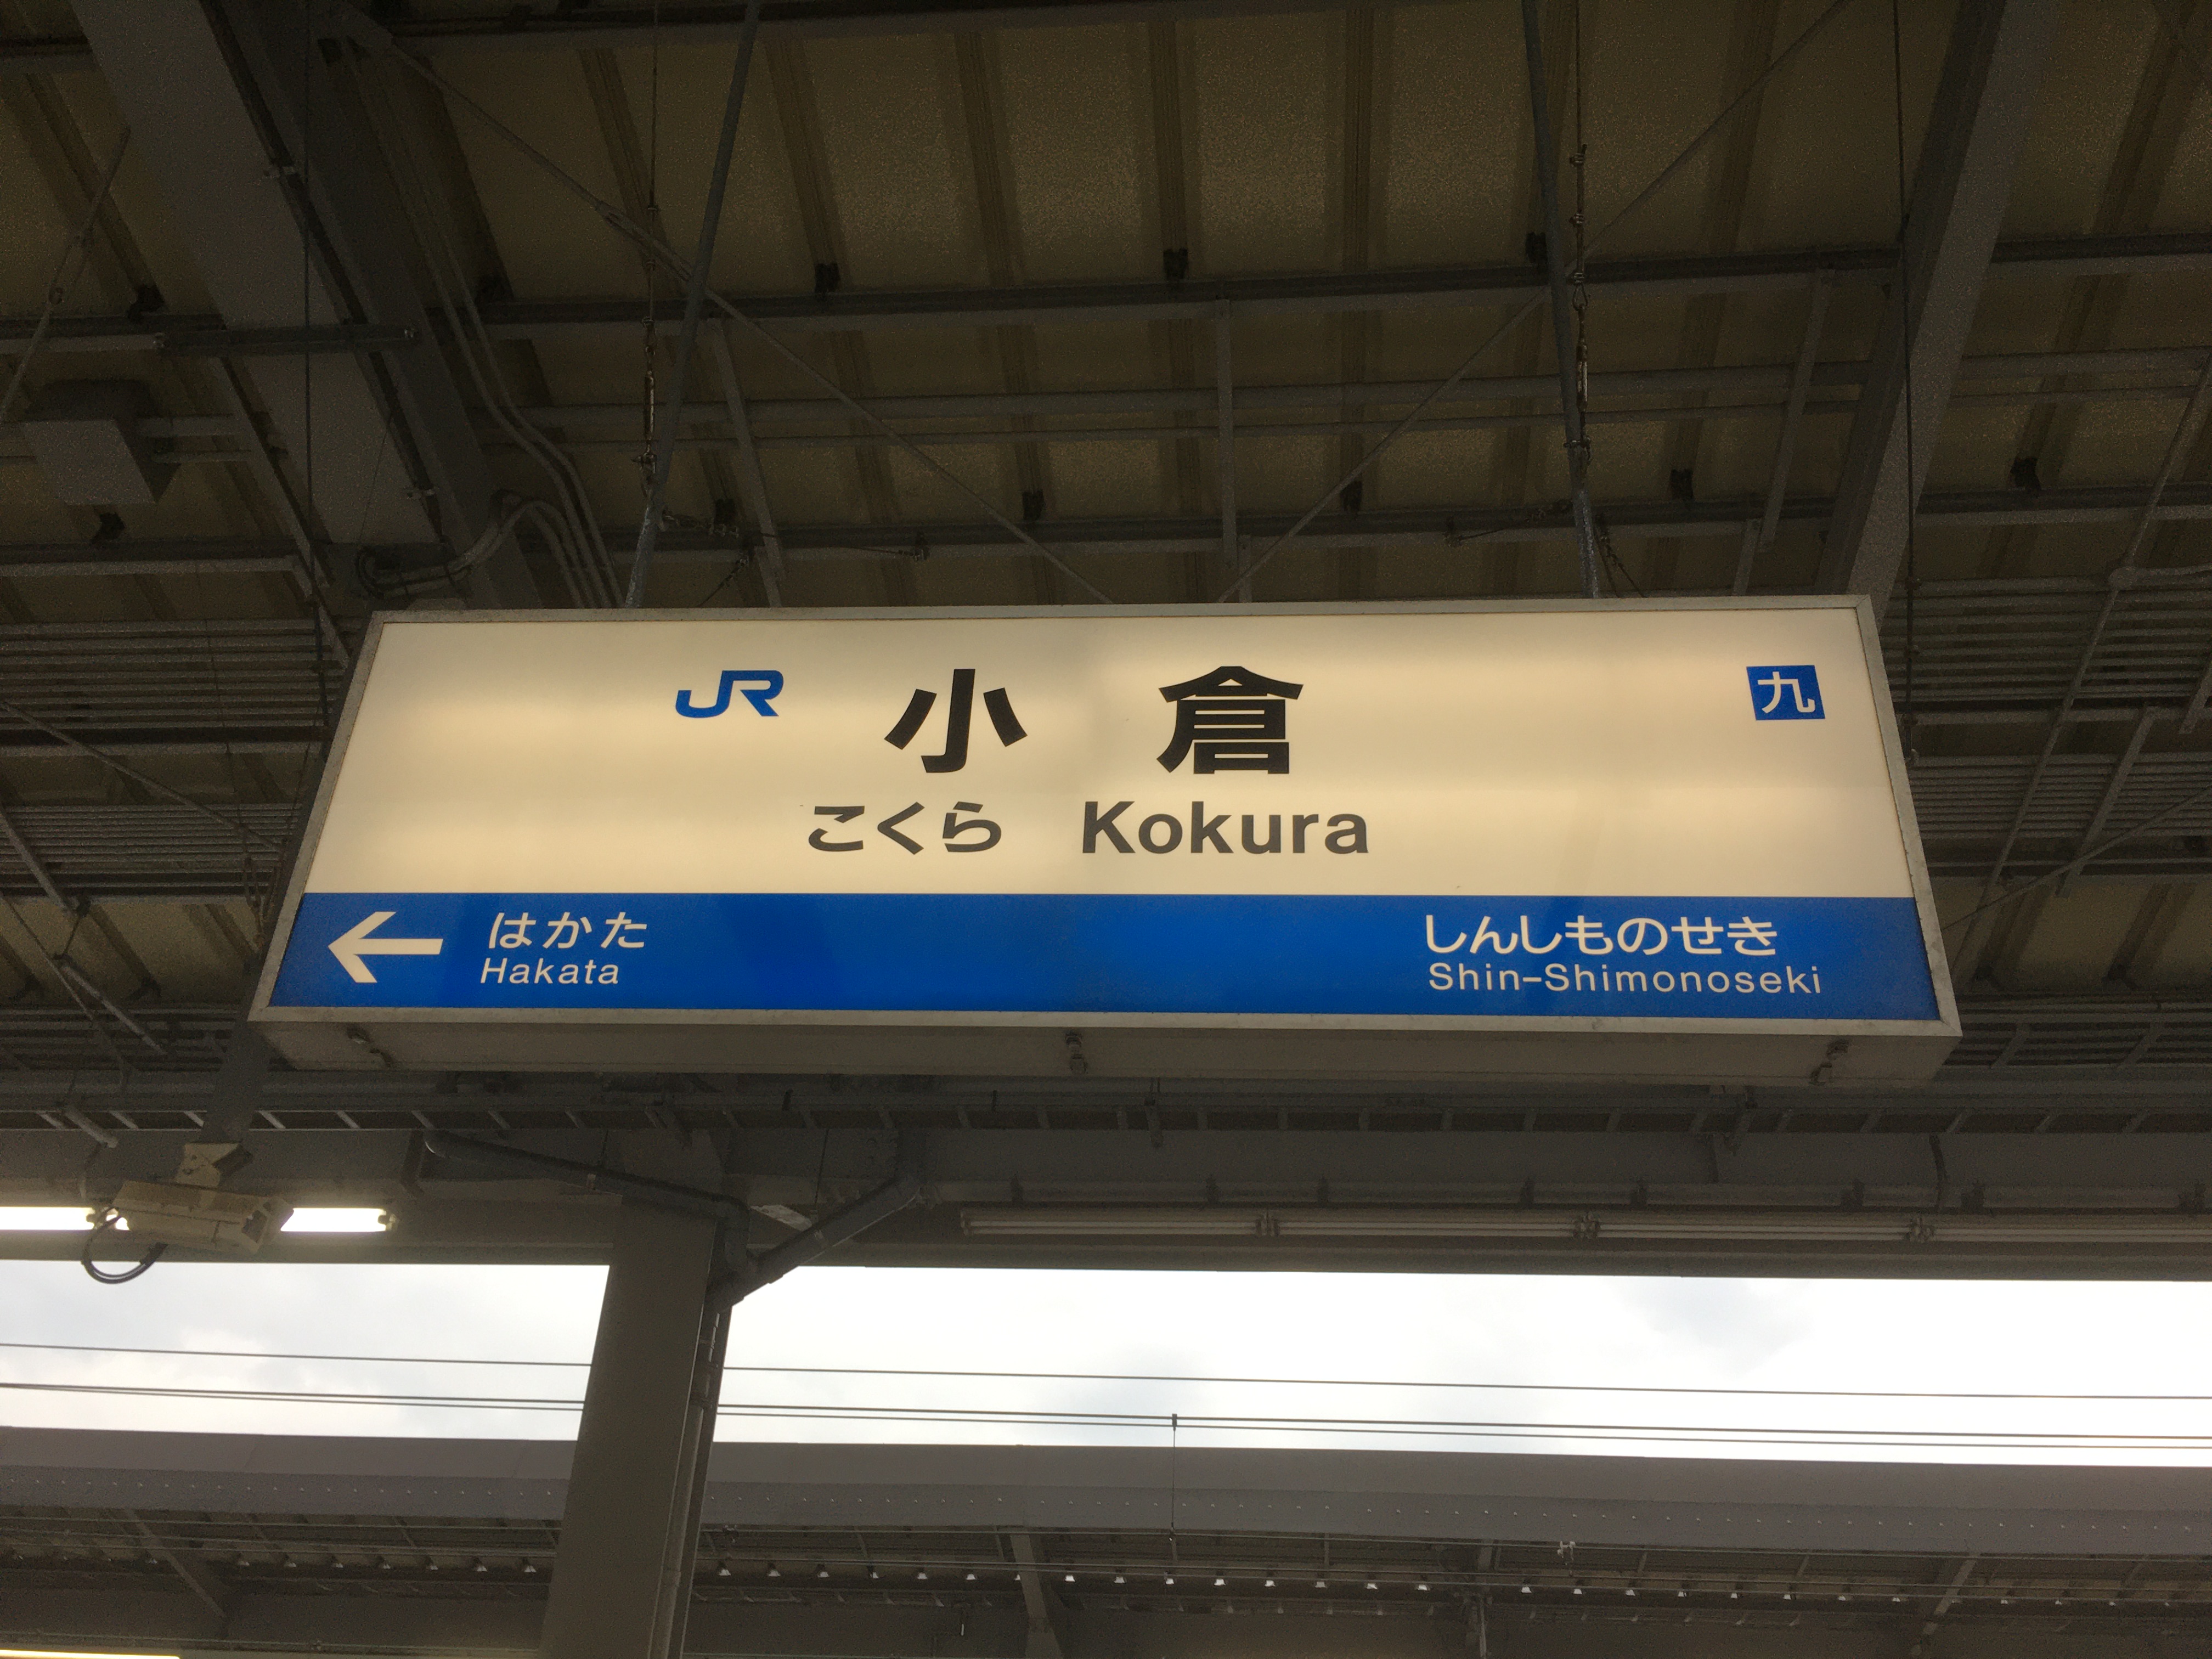 JR 小倉 九
こくら Kokura
← はかた しんしものせき
Hakata Shin-Shimonoseki